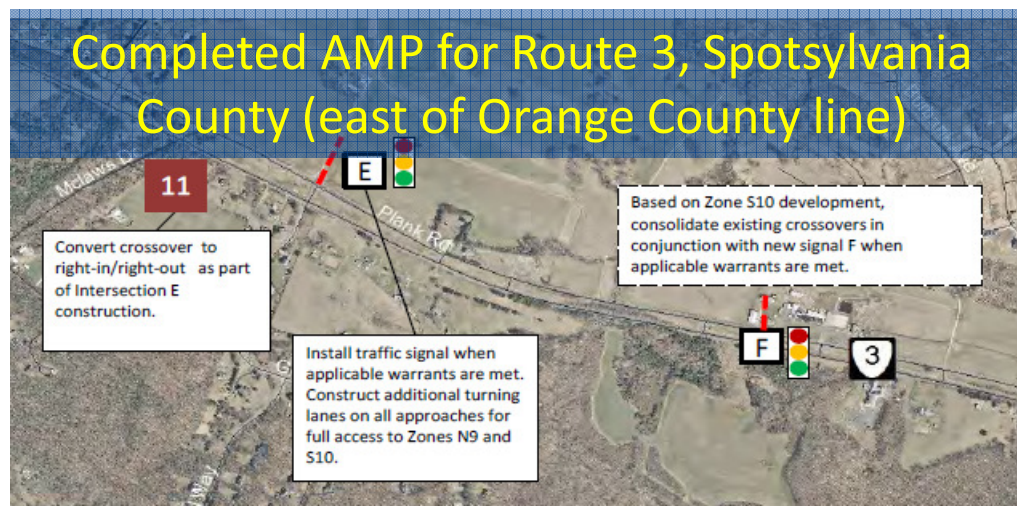 Completed AMP for Route 3, Spotsylvania
County (east of Orange County line)
Mclaws Dr
11
E
Plank Rd
Convert crossover to
right-in/right-out as part
of Intersection E
construction.
Based on Zone S10 development,
consolidate existing crossovers in
conjunction with new signal F when
applicable warrants are met.
F
3
Install traffic signal when
applicable warrants are met.
Construct additional turning
lanes on all approaches for
full access to Zones N9 and
S10.
Way